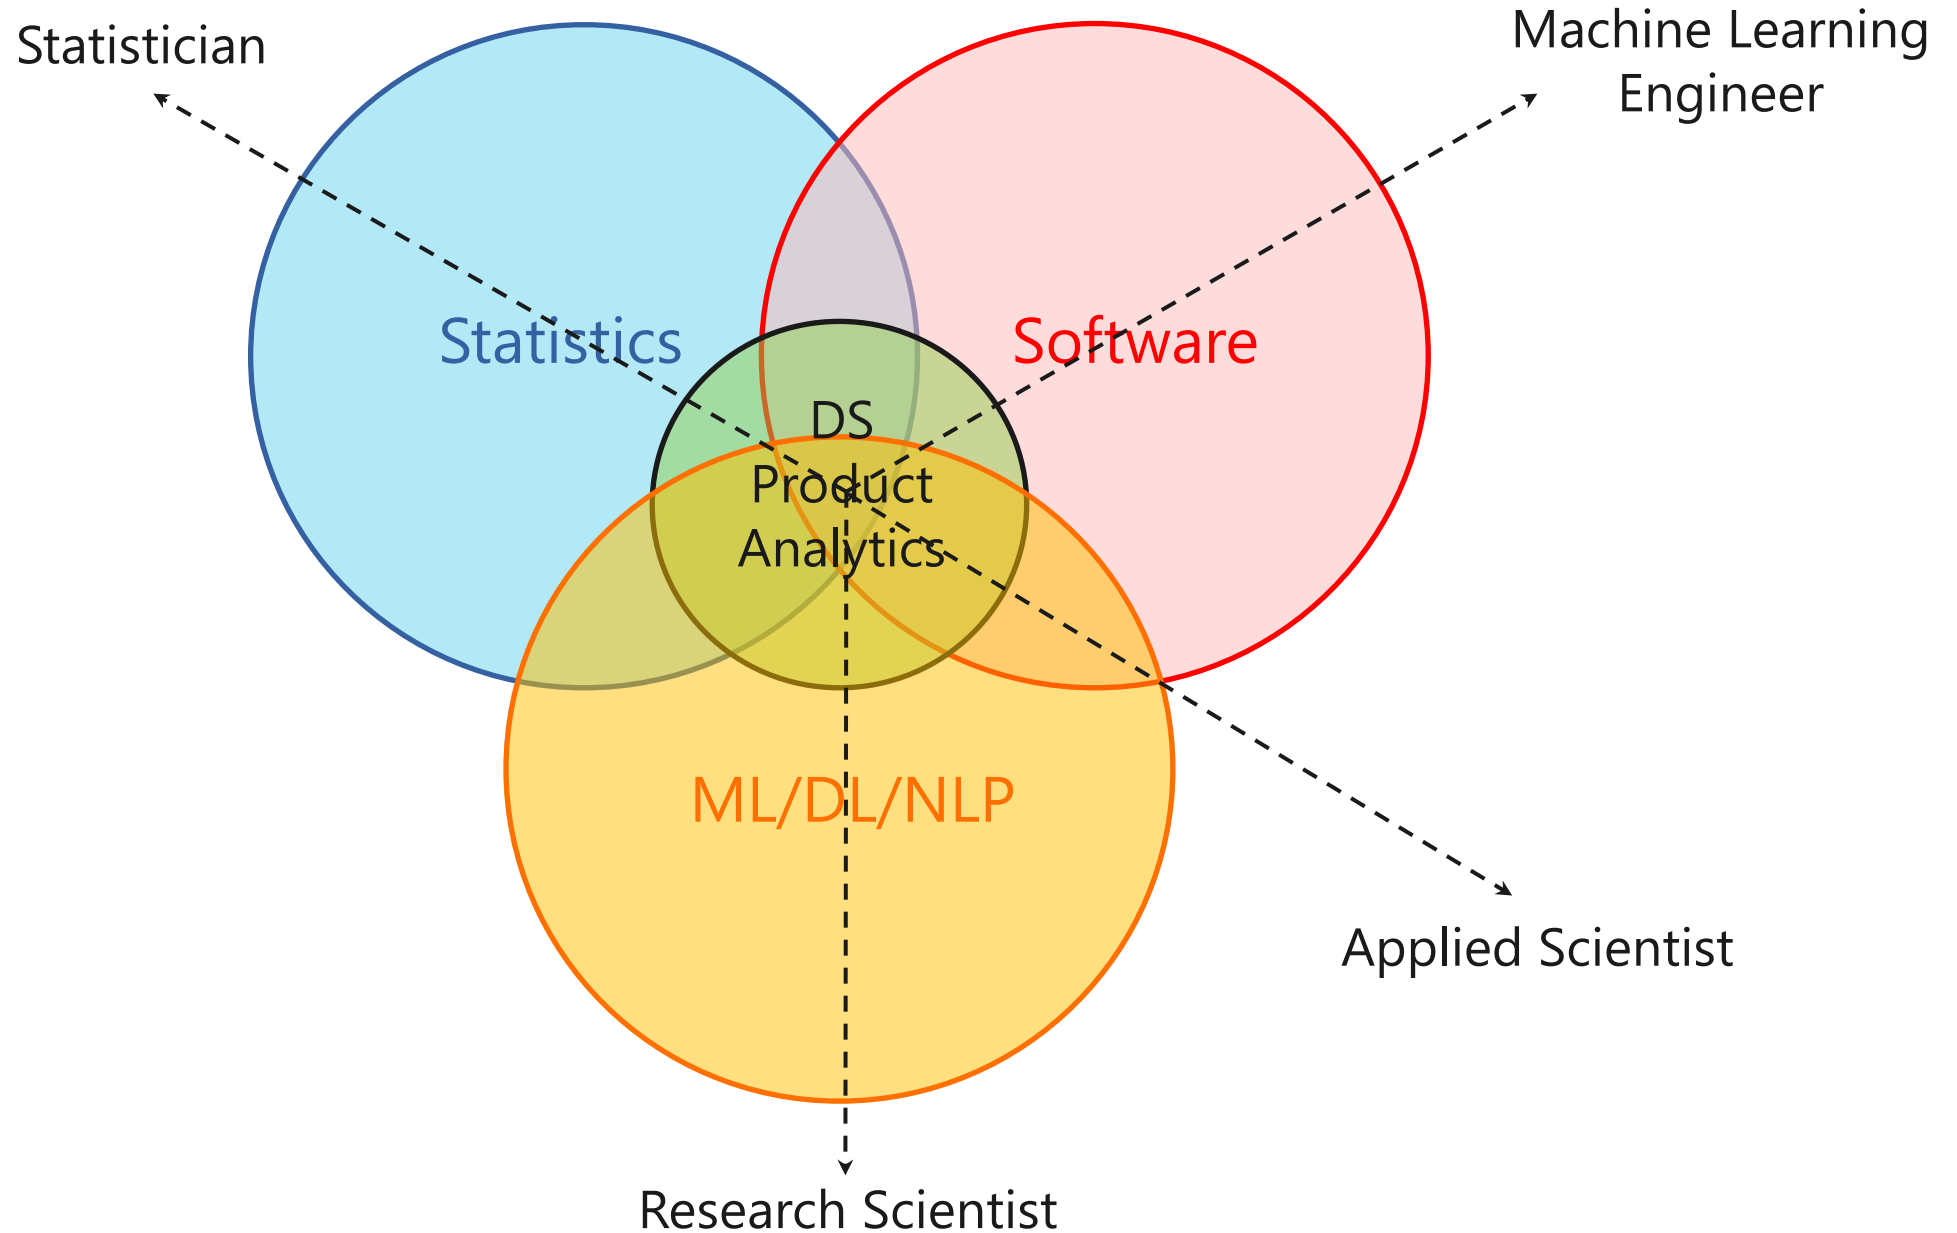 Statistician
Machine Learning
Engineer
Statistics
Software
DS
Product
Analytics
ML/DL/NLP
Applied Scientist
Research Scientist